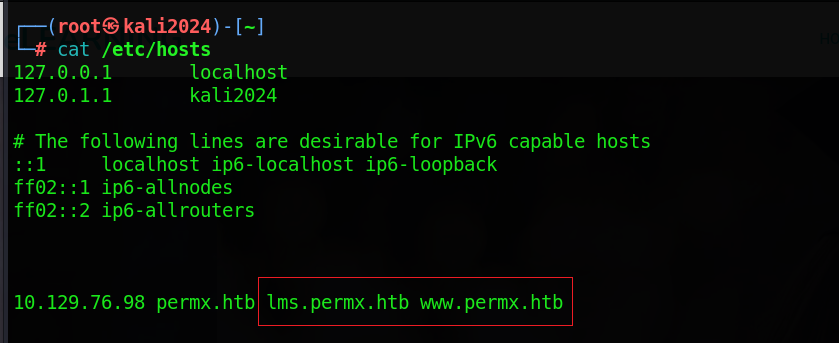 ┌──(root㉿kali2024)-[~]
└─# cat /etc/hosts
127.0.0.1       localhost
127.0.1.1       kali2024
# The following lines are desirable for IPv6 capable hosts
::1     localhost ip6-localhost ip6-loopback
ff02::1 ip6-allnodes
ff02::2 ip6-allrouters
10.129.76.98 permx.htb lms.permx.htb www.permx.htb